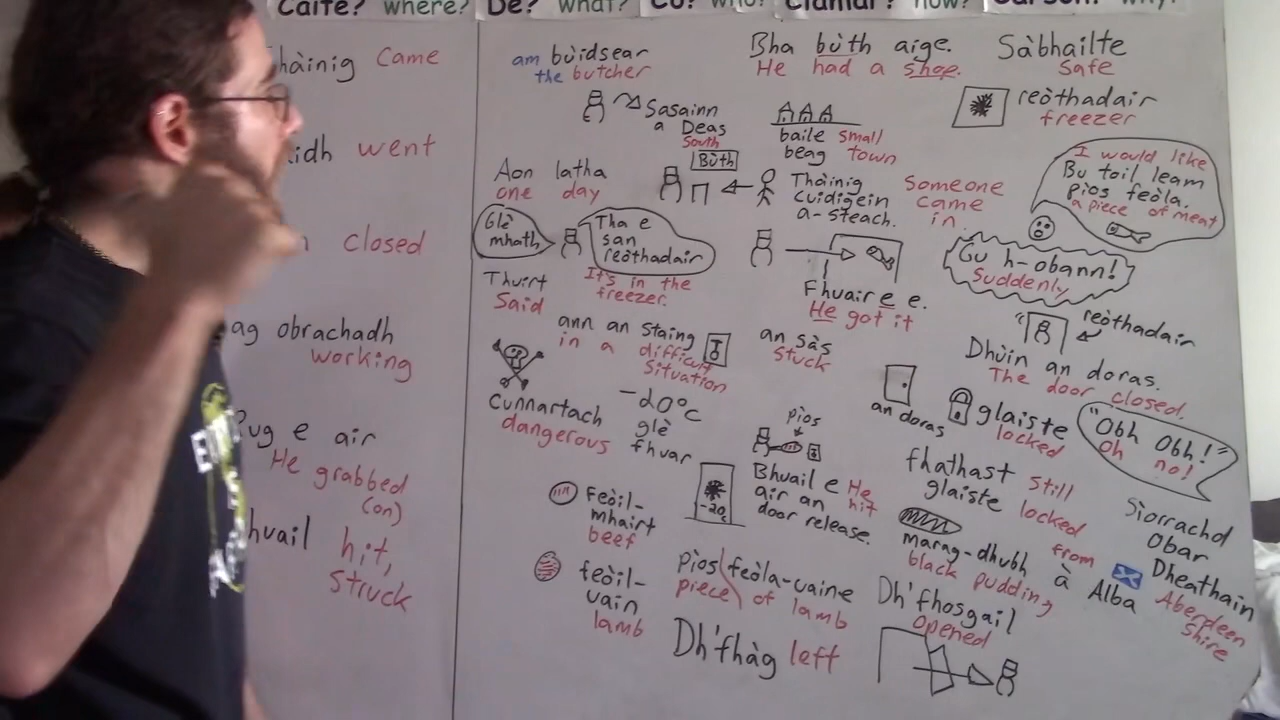 Càite? where? Dè? what? Cò? who? Ciamar? how? Carson? why?
hàinig came
idh went
closed
ag obrachadh
working
Rug e air
He grabbed
(on)
huail hit,
struck
am bùidsear
the butcher
Bha bùth aige.
He had a shop.
Sàbhailte
Safe
Sasainn
a Deas
South
baile small
beag town
reòthadair
freezer
Aon latha
one day
Bùth
Thàinig
Cuidigein
a-steach.
Someone
came
in.
I would like
Bu toil leam
pìos feòla.
a piece of meat
Glè
mhath
Tha e
san
reòthadair
It's in the
freezer.
Thuirt
Said
Fhuair e e.
He got it
Gu h-obann!
Suddenly
reòthadair
Dhùin an doras.
The door closed.
ann an staing
in a difficult
situation
an sàs
stuck
Cunnartach
dangerous
-20°C
glè
fhuar
pìos
Bhuail e He
air an hit
door release.
an doras
glaiste
locked
"Obh Obh!"
Oh no!
fhathast still
glaiste locked
Feòil-
mhairt
beef
-20c
marag-dhubh
black pudding
from
à Alba
Siorrachd
Obar
Dheathain
Aberdeen
shire
feòil-
uain
lamb
pìos feòla-uaine
piece of lamb
Dh'fhosgail
opened
Dh'fhàg left